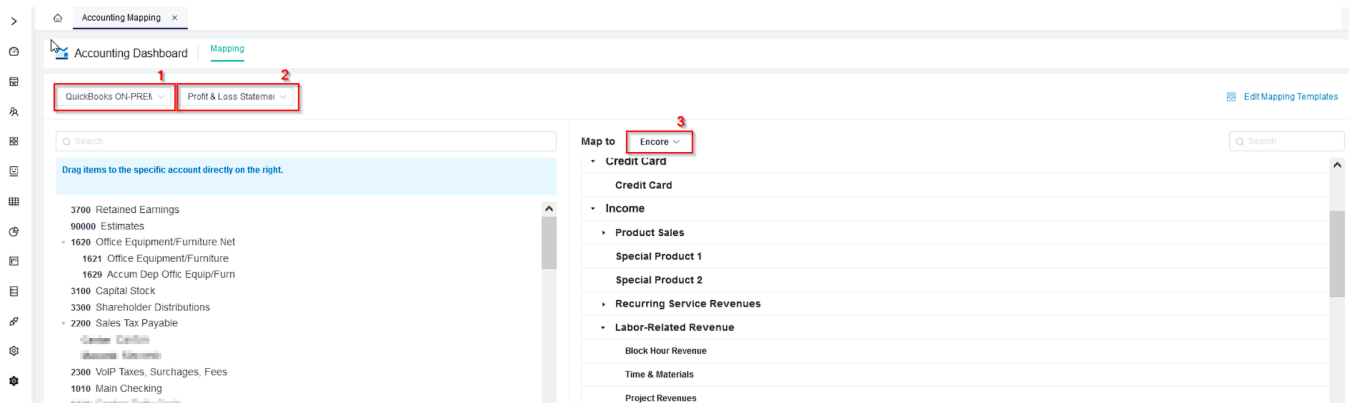 Accounting Mapping ×
Accounting Dashboard Mapping
1 2
QuickBooks ON-PREM Profit & Loss Statemen
Edit Mapping Templates
3
Search
Map to Encore
Search
Drag items to the specific account directly on the right.
3700 Retained Earnings
90000 Estimates
1620 Office Equipment/Furniture Net
1621 Office Equipment/Furniture
1629 Accum Dep Offic Equip/Furn
3100 Capital Stock
3300 Shareholder Distributions
2200 Sales Tax Payable
2300 VoIP Taxes, Surchages, Fees
1010 Main Checking
Credit Card
Credit Card
Income
Product Sales
Special Product 1
Special Product 2
Recurring Service Revenues
Labor-Related Revenue
Block Hour Revenue
Time & Materials
Project Revenues